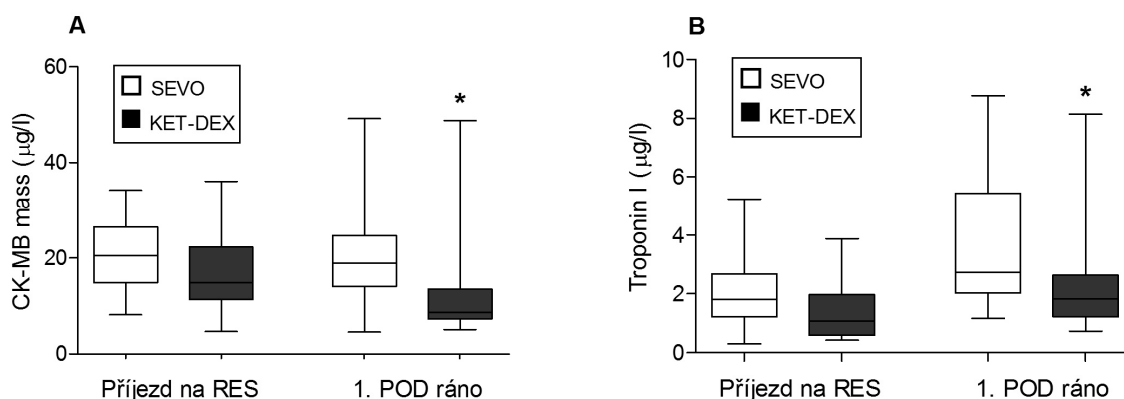 A
CK-MB mass (µg/l)
60
40
20
0
SEVO
KET-DEX
*
Příjezd na RES
1. POD ráno
B
Troponin I (µg/l)
10
8
6
4
2
0
SEVO
KET-DEX
*
Příjezd na RES
1. POD ráno